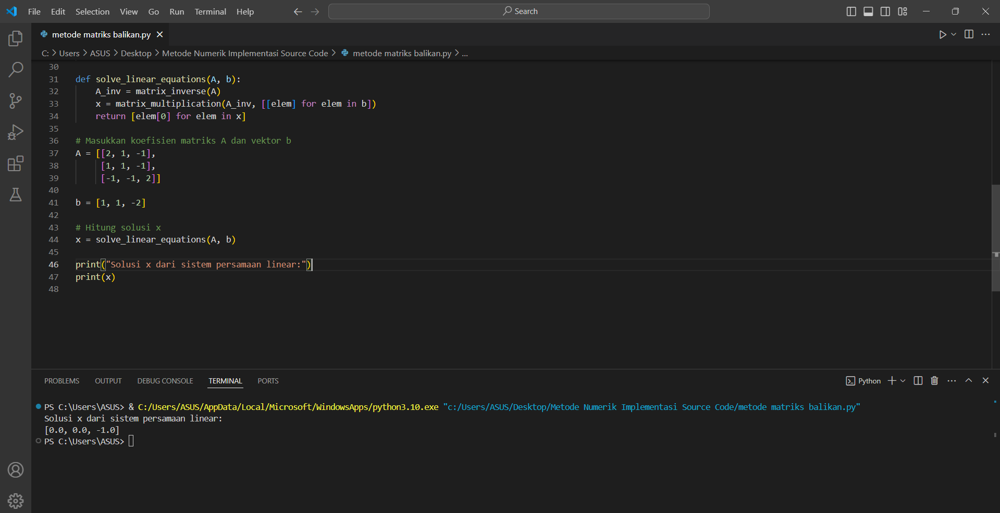 File Edit Selection View Go Run Terminal Help Search
metode matriks balikan.py
C: > Users > ASUS > Desktop > Metode Numerik Implementasi Source Code > metode matriks balikan.py > ...
30
31 def solve_linear_equations(A, b):
32     A_inv = matrix_inverse(A)
33     x = matrix_multiplication(A_inv, [[elem] for elem in b])
34     return [elem[0] for elem in x]
35
36 # Masukkan koefisien matriks A dan vektor b
37 A = [[2, 1, -1],
38      [1, 1, -1],
39      [-1, -1, 2]]
40
41 b = [1, 1, -2]
42
43 # Hitung solusi x
44 x = solve_linear_equations(A, b)
45
46 print("Solusi x dari sistem persamaan linear:")
47 print(x)
48
PROBLEMS OUTPUT DEBUG CONSOLE TERMINAL PORTS Python
PS C:\Users\ASUS> & C:/Users/ASUS/AppData/Local/Microsoft/WindowsApps/python3.10.exe "c:/Users/ASUS/Desktop/Metode Numerik Implementasi Source Code/metode matriks balikan.py"
Solusi x dari sistem persamaan linear:
[0.0, 0.0, -1.0]
PS C:\Users\ASUS>